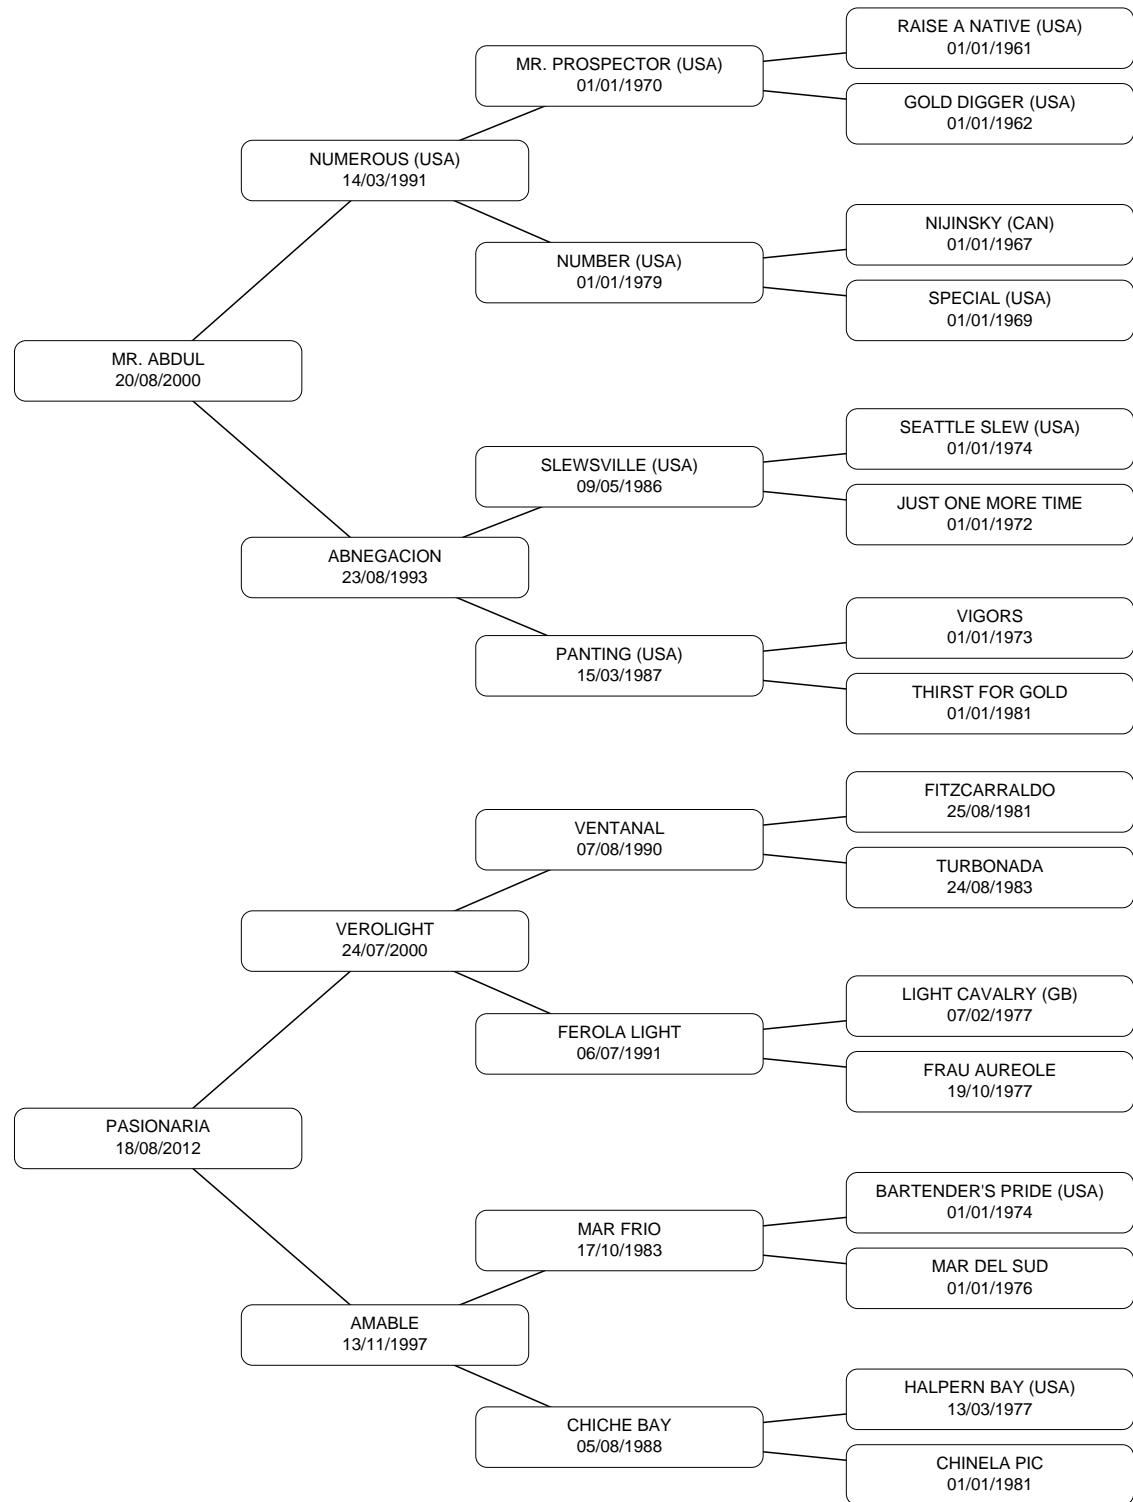 RAISE A NATIVE (USA)
01/01/1961
MR. PROSPECTOR (USA)
01/01/1970
GOLD DIGGER (USA)
01/01/1962
NUMEROUS (USA)
14/03/1991
NIJINSKY (CAN)
01/01/1967
NUMBER (USA)
01/01/1979
SPECIAL (USA)
01/01/1969
MR. ABDUL
20/08/2000
SEATTLE SLEW (USA)
01/01/1974
SLEWSVILLE (USA)
09/05/1986
JUST ONE MORE TIME
01/01/1972
ABNEGACION
23/08/1993
VIGORS
01/01/1973
PANTING (USA)
15/03/1987
THIRST FOR GOLD
01/01/1981
FITZCARRALDO
25/08/1981
VENTANAL
07/08/1990
TURBONADA
24/08/1983
VEROLIGHT
24/07/2000
LIGHT CAVALRY (GB)
07/02/1977
FEROLA LIGHT
06/07/1991
FRAU AUREOLE
19/10/1977
PASIONARIA
18/08/2012
BARTENDER'S PRIDE (USA)
01/01/1974
MAR FRIO
17/10/1983
MAR DEL SUD
01/01/1976
AMABLE
13/11/1997
HALPERN BAY (USA)
13/03/1977
CHICHE BAY
05/08/1988
CHINELA PIC
01/01/1981